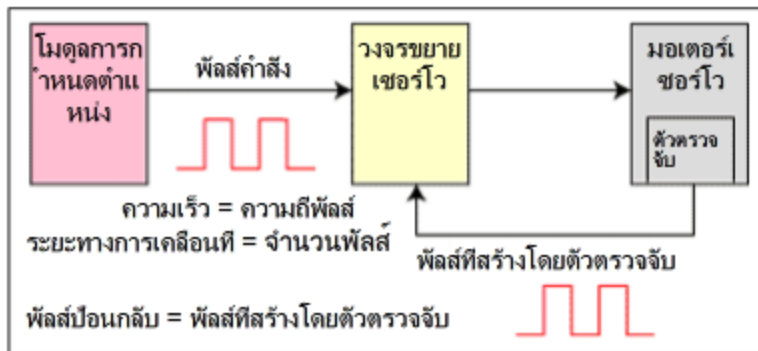 โมดูลการก
ำหนดตำแ
หน่ง
พัลส์คำสั่ง
วงจรขยาย
เซอร์โว
มอเตอร์เ
ซอร์โว
ตัวตรวจ
จับ
ความเร็ว = ความถี่พัลส์
ระยะทางการเคลื่อนที่ = จำนวนพัลส์
พัลส์ที่สร้างโดยตัวตรวจจับ
พัลส์ป้อนกลับ = พัลส์ที่สร้างโดยตัวตรวจจับ